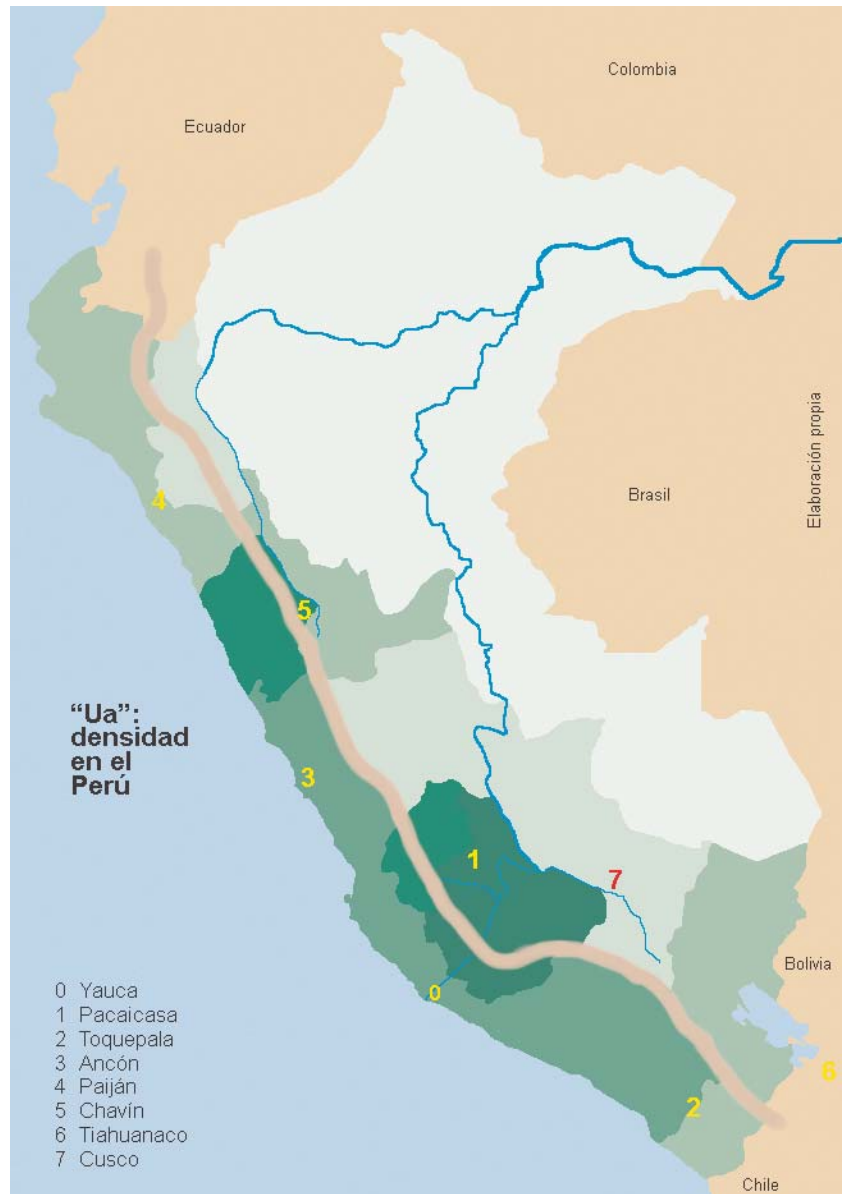 Colombia
Ecuador
Elaboración propia
Brasil
4
5
“Ua”:
densidad
en el
Perú
3
1
7
Bolivia
0
6
2
0 Yauca
1 Pacaicasa
2 Toquepala
3 Ancón
4 Paiján
5 Chavín
6 Tiahuanaco
7 Cusco
Chile